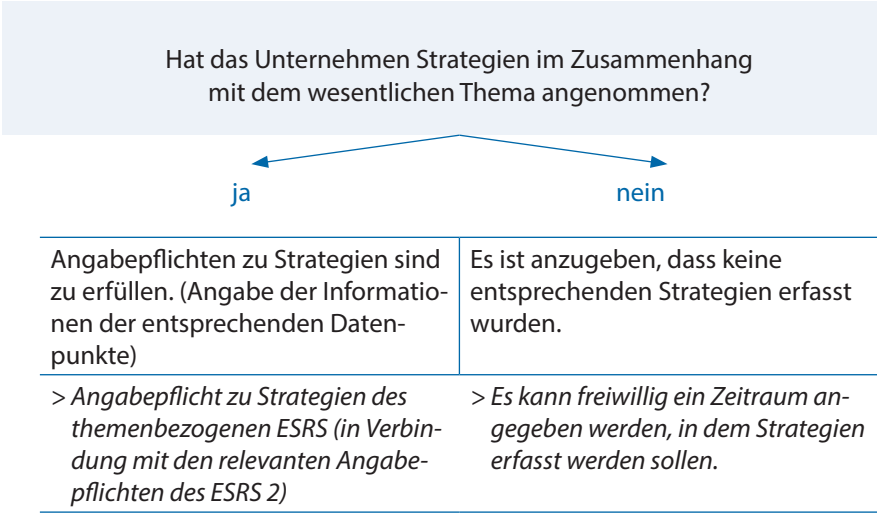 Hat das Unternehmen Strategien im Zusammenhang
mit dem wesentlichen Thema angenommen?
ja
nein
Angabepflichten zu Strategien sind
zu erfüllen. (Angabe der Informatio-
nen der entsprechenden Daten-
punkte)
Es ist anzugeben, dass keine
entsprechenden Strategien erfasst
wurden.
> Angabepflicht zu Strategien des
themenbezogenen ESRS (in Verbin-
dung mit den relevanten Angabe-
pflichten des ESRS 2)
> Es kann freiwillig ein Zeitraum an-
gegeben werden, in dem Strategien
erfasst werden sollen.